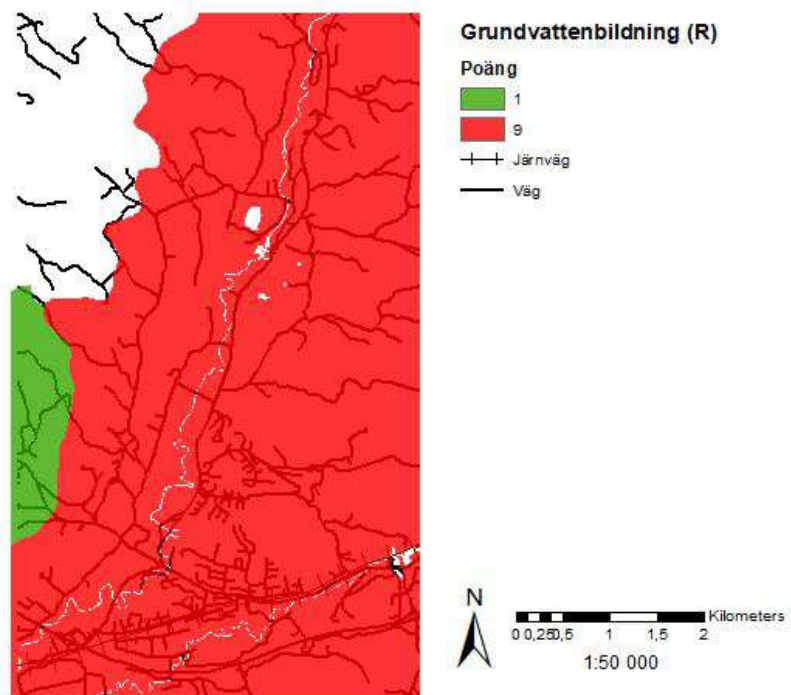 Grundvattenbildning (R)
Poäng
1
9
Järnväg
Väg
N
Kilometers
0 0,25 0,5 1 1,5 2
1:50 000